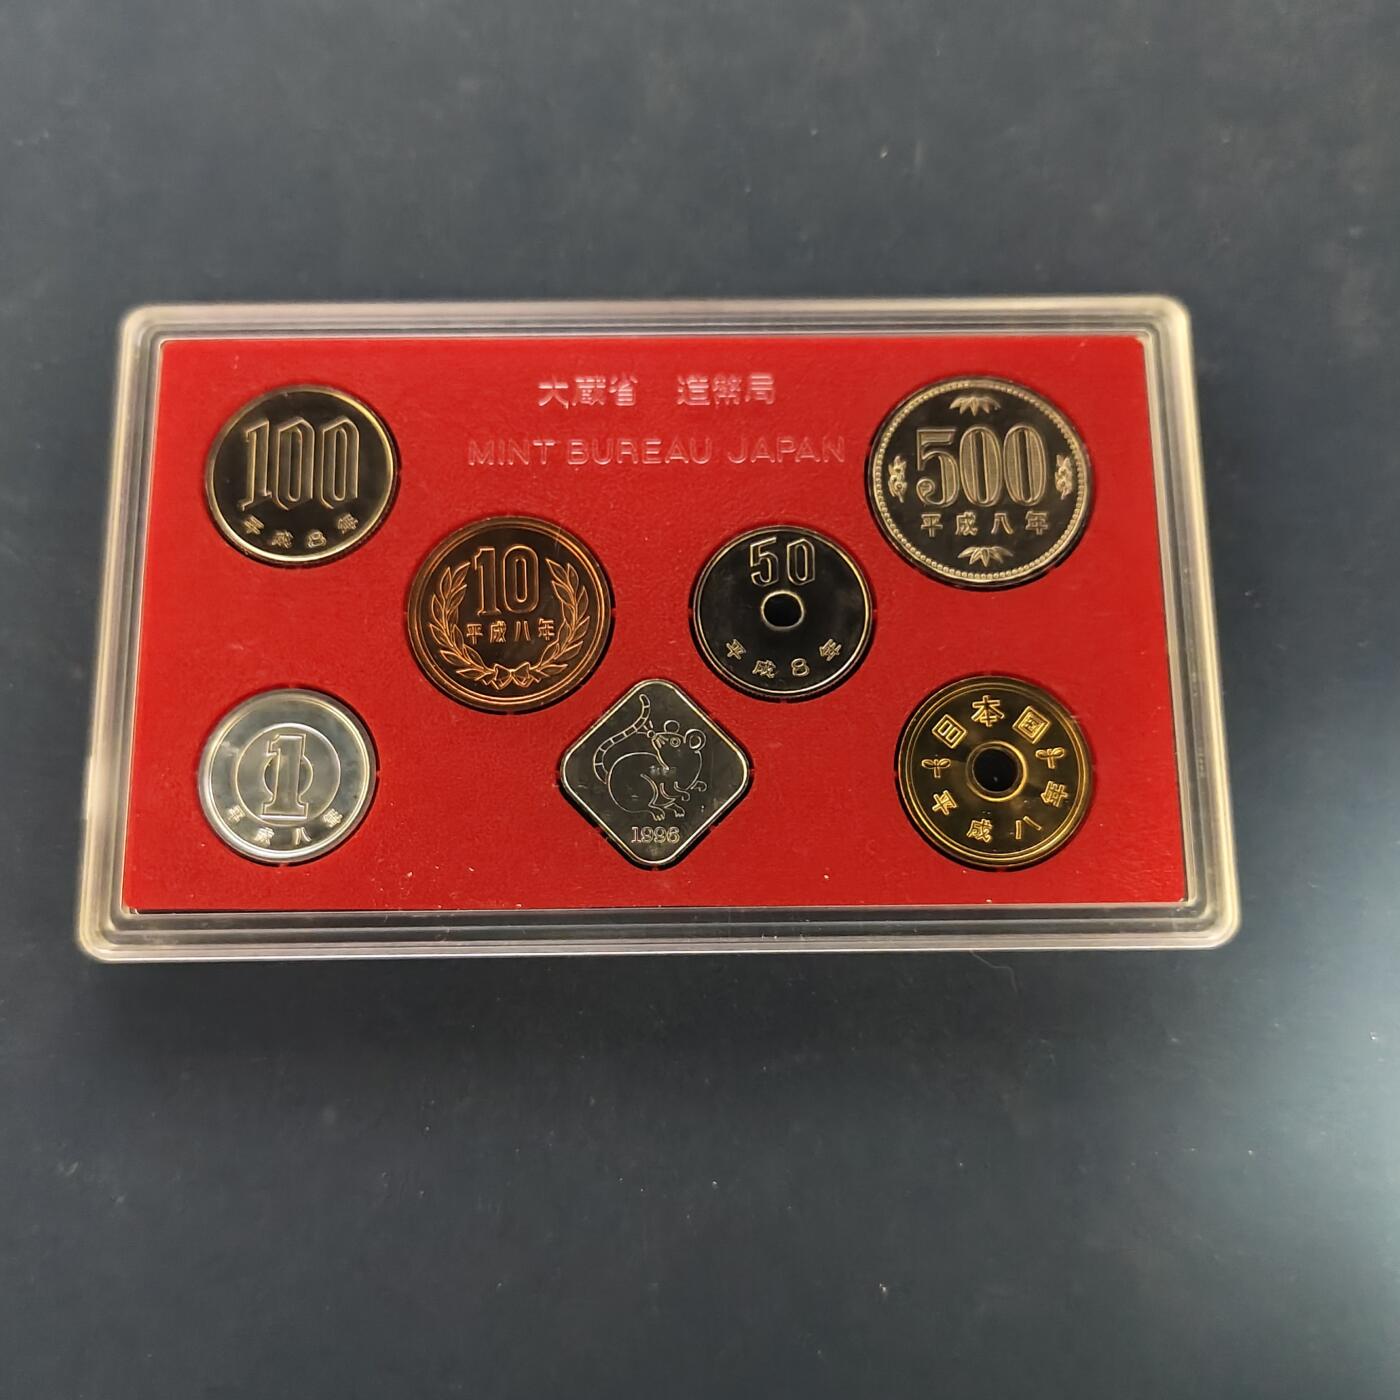 大蔵省 造幣局
MINT BUREAU JAPAN
100
平成8年
500
平成八年
10
平成八年
50
平成8年
1
平成八年
1996
日本国
平成八年